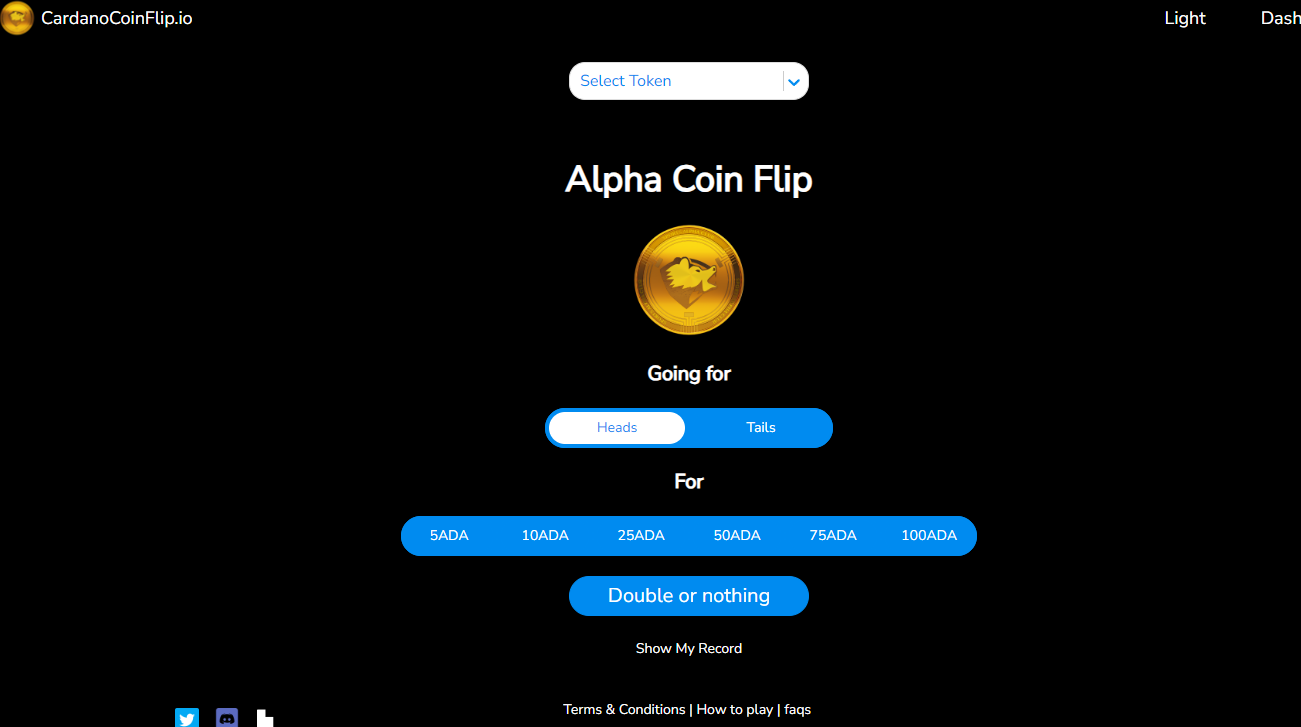 CardanoCoinFlip.io
Light
Dash
Select Token
Alpha Coin Flip
Going for
Heads Tails
For
5ADA 10ADA 25ADA 50ADA 75ADA 100ADA
Double or nothing
Show My Record
Terms & Conditions | How to play | faqs